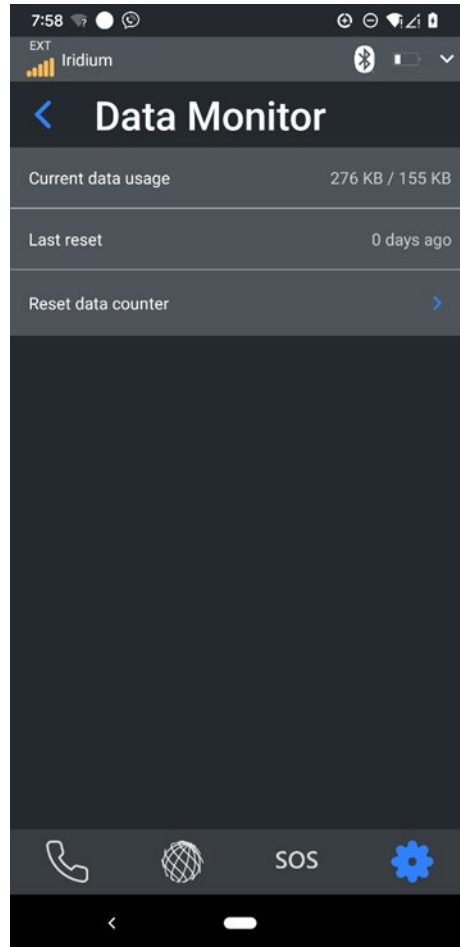 7:58
EXT
Iridium
Data Monitor
Current data usage 276 KB / 155 KB
Last reset 0 days ago
Reset data counter
SOS